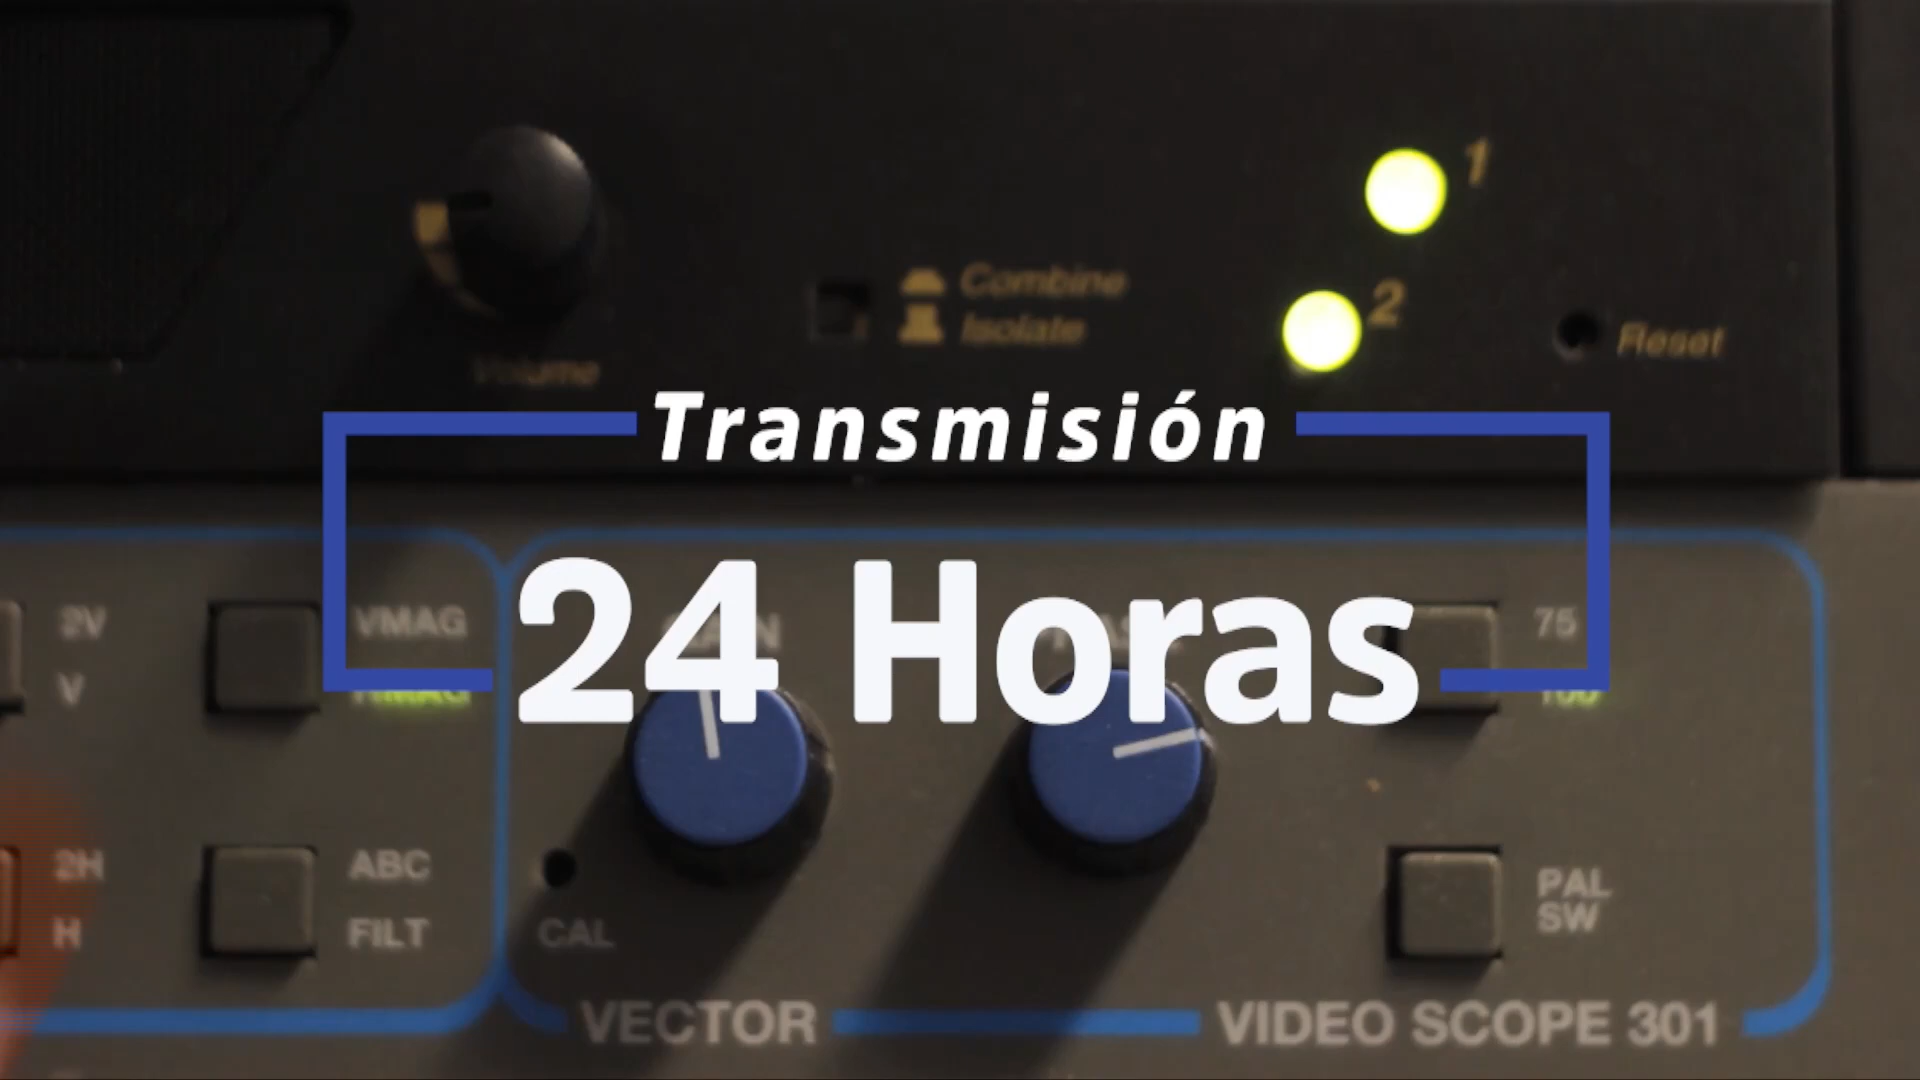 1
Combine
2
Isolate
Reset
Volume
Transmisión
24 Horas
2V
VMAG
75
V
HMAG
100
2H
ABC
PAL
SW
H
FILT
CAL
VECTOR
VIDEO SCOPE 301